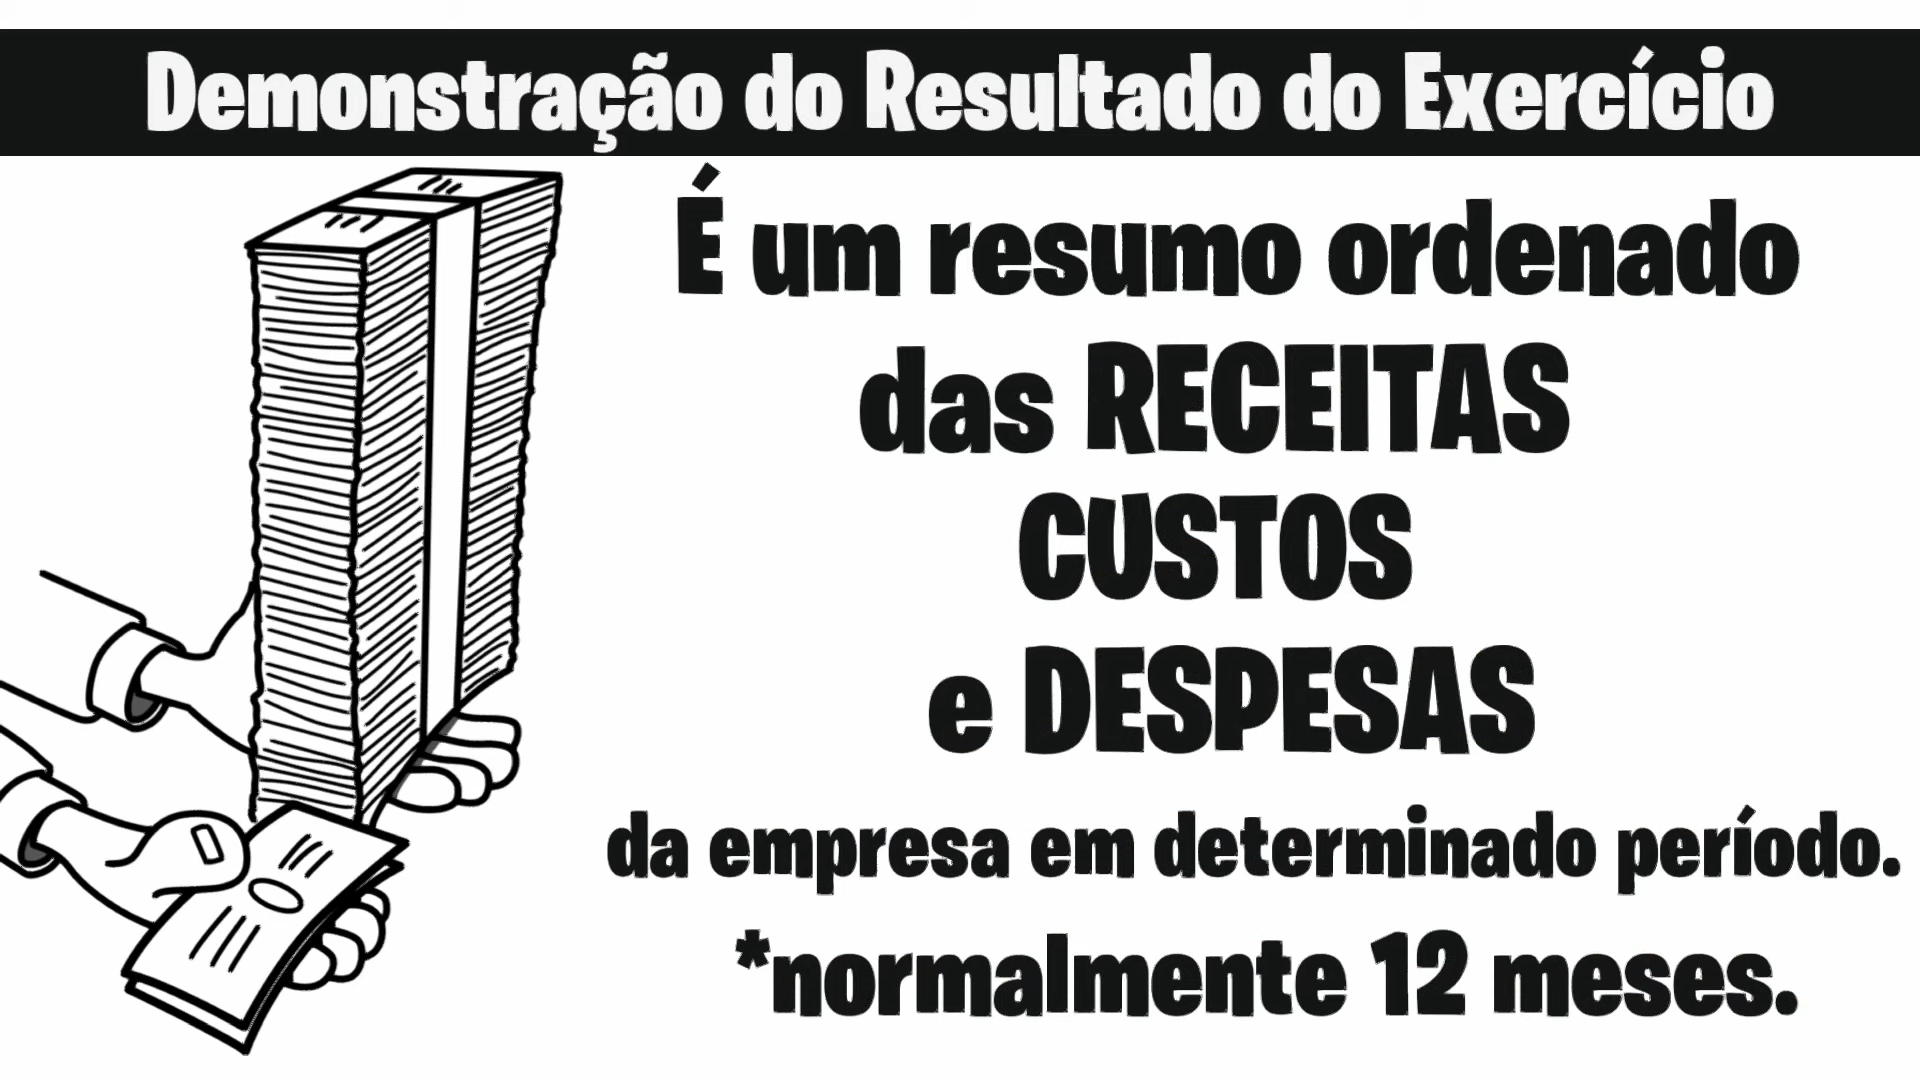 Demonstração do Resultado do Exercício
É um resumo ordenado
das RECEITAS
CUSTOS
e DESPESAS
da empresa em determinado período.
*normalmente 12 meses.